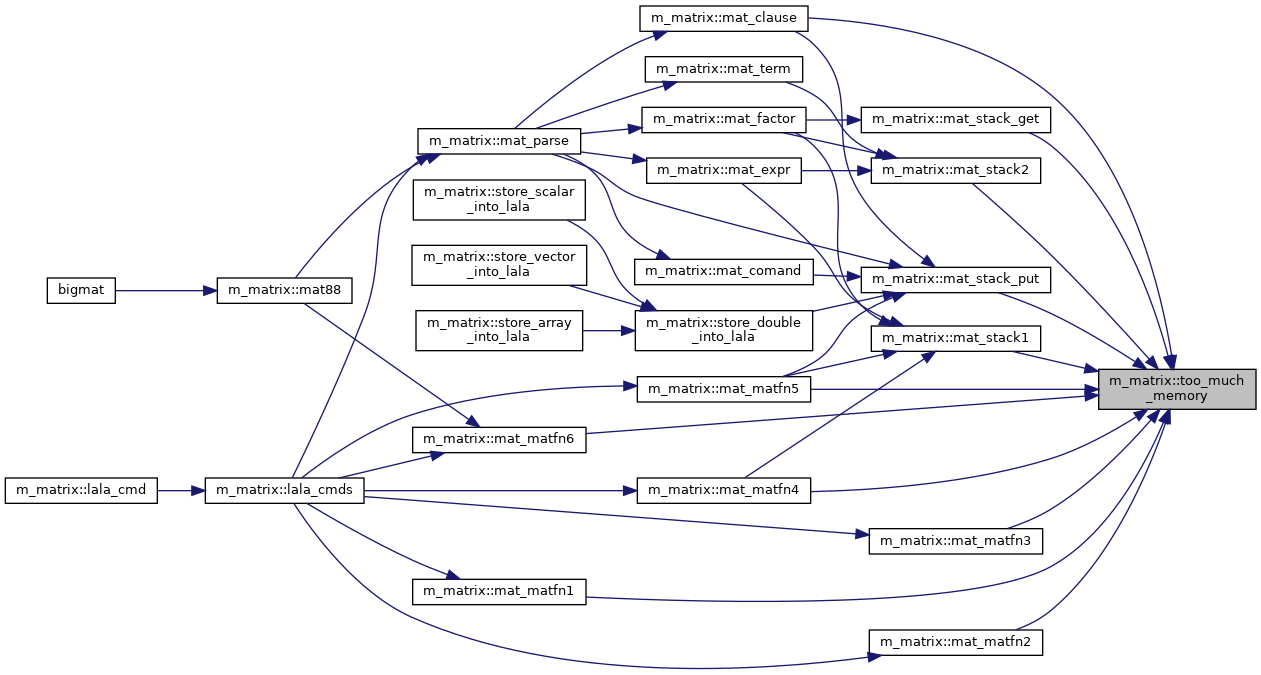 m_matrix::mat_clause
m_matrix::mat_term
m_matrix::mat_factor
m_matrix::mat_stack_get
m_matrix::mat_parse
m_matrix::mat_expr
m_matrix::mat_stack2
m_matrix::store_scalar
_into_lala
m_matrix::store_vector
_into_lala
m_matrix::mat_comand
m_matrix::mat_stack_put
bigmat
m_matrix::mat88
m_matrix::store_array
_into_lala
m_matrix::store_double
_into_lala
m_matrix::mat_stack1
m_matrix::mat_matfn5
m_matrix::too_much
_memory
m_matrix::mat_matfn6
m_matrix::lala_cmd
m_matrix::lala_cmds
m_matrix::mat_matfn4
m_matrix::mat_matfn3
m_matrix::mat_matfn1
m_matrix::mat_matfn2